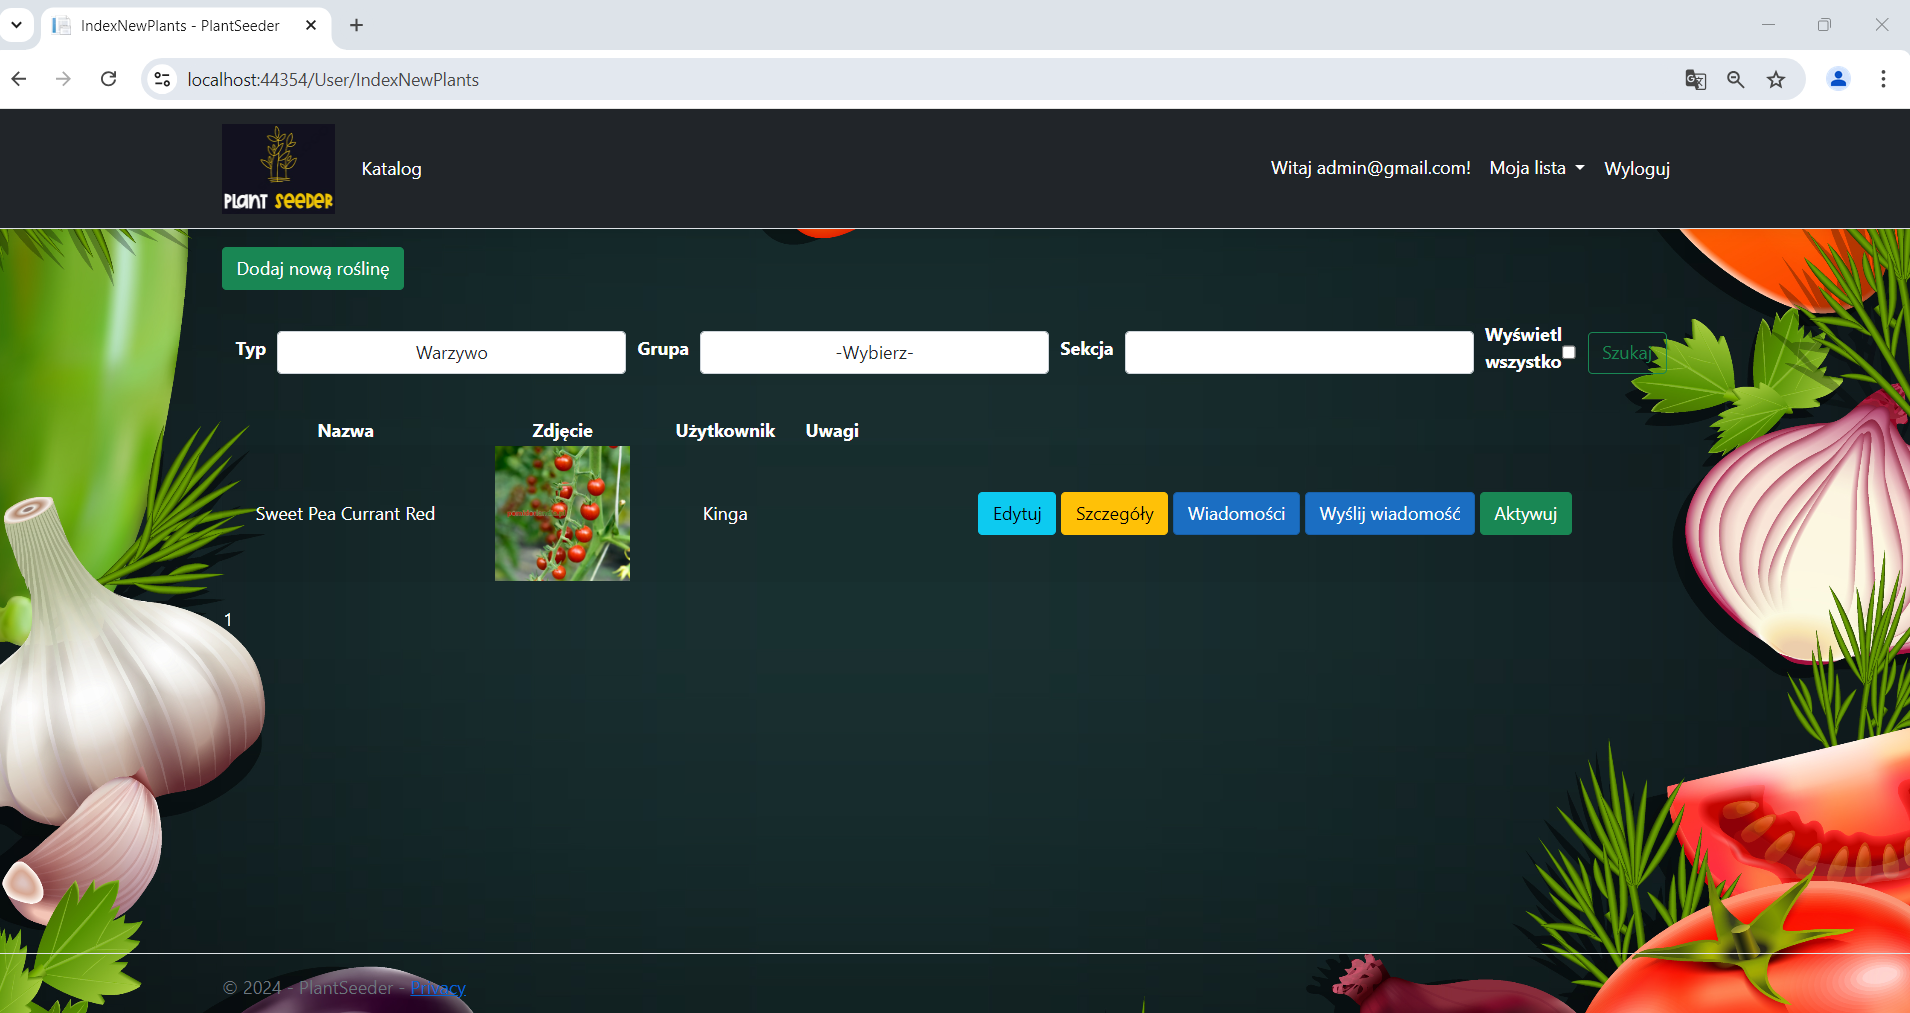 IndexNewPlants - PlantSeeder
localhost:44354/User/IndexNewPlants
PLANT SEEDER
Katalog
Witaj admin@gmail.com!
Moja lista
Wyloguj
Dodaj nową roślinę
Typ
Warzywo
Grupa
-Wybierz-
Sekcja
Wyświetl
wszystko
Szukaj
Nazwa
Zdjęcie
Użytkownik
Uwagi
Sweet Pea Currant Red
Kinga
Edytuj
Szczegóły
Wiadomości
Wyślij wiadomość
Aktywuj
1
© 2024 - PlantSeeder - Privacy